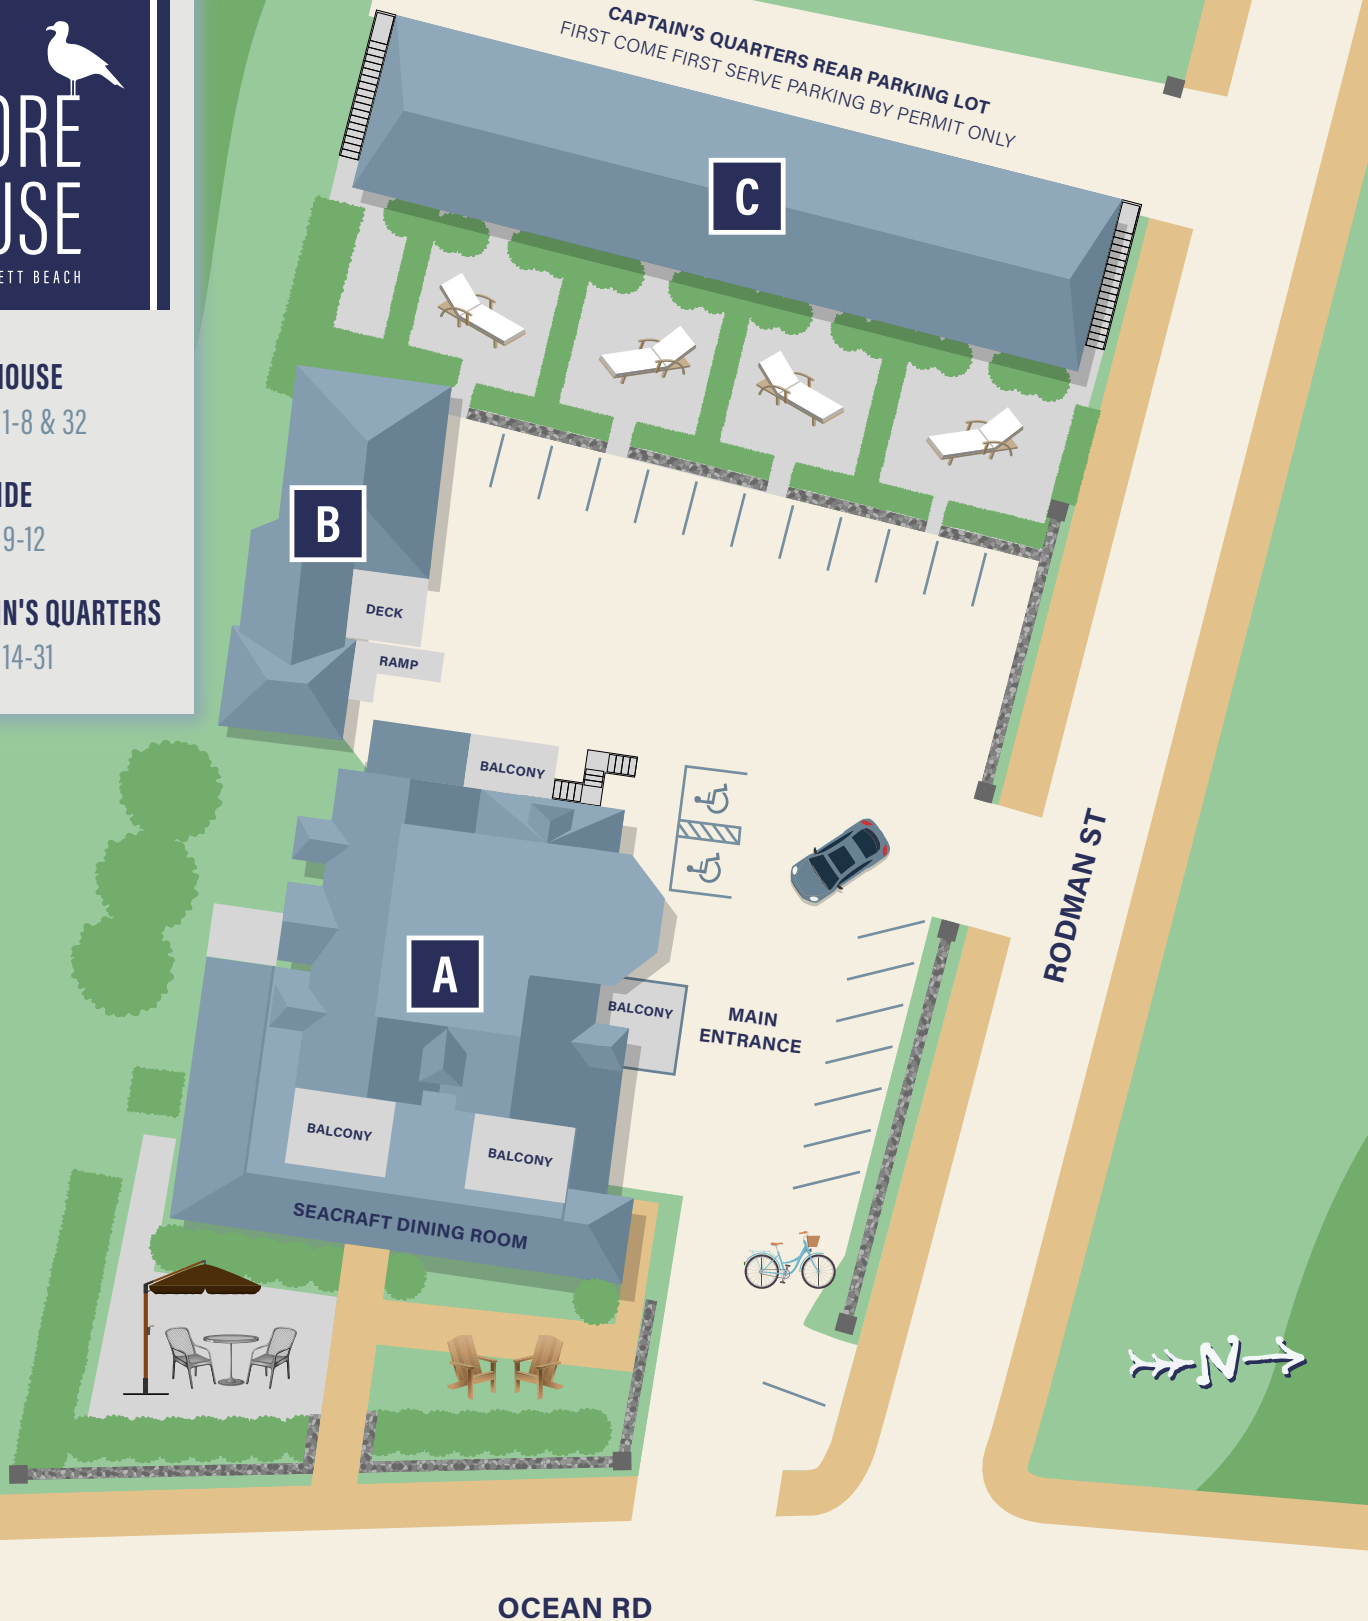 ORE
USE
ETT BEACH
HOUSE
1-8 & 32
IDE
9-12
IN'S QUARTERS
14-31
CAPTAIN'S QUARTERS REAR PARKING LOT
FIRST COME FIRST SERVE PARKING BY PERMIT ONLY
C
B
DECK
RAMP
BALCONY
A
BALCONY
MAIN
ENTRANCE
RODMAN ST
BALCONY
BALCONY
SEACRAFT DINING ROOM
N
OCEAN RD